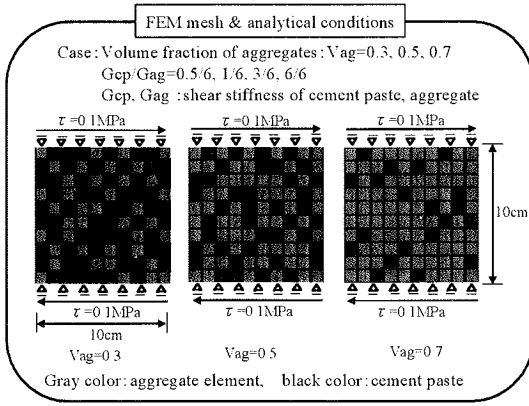 FEM mesh & analytical conditions
Case : Volume fraction of aggregates : Vag=0.3, 0.5, 0.7
Gcp/Gag=0.5/6, 1/6, 3/6, 6/6
Gcp, Gag : shear stiffness of cement paste, aggregate
τ=0 1MPa τ=0 1MPa τ=0 1MPa
10cm
τ=0 1MPa τ=0 1MPa τ=0 1MPa
10cm
Vag=0 3 Vag=0 5 Vag=0 7
Gray color : aggregate element, black color : cement paste